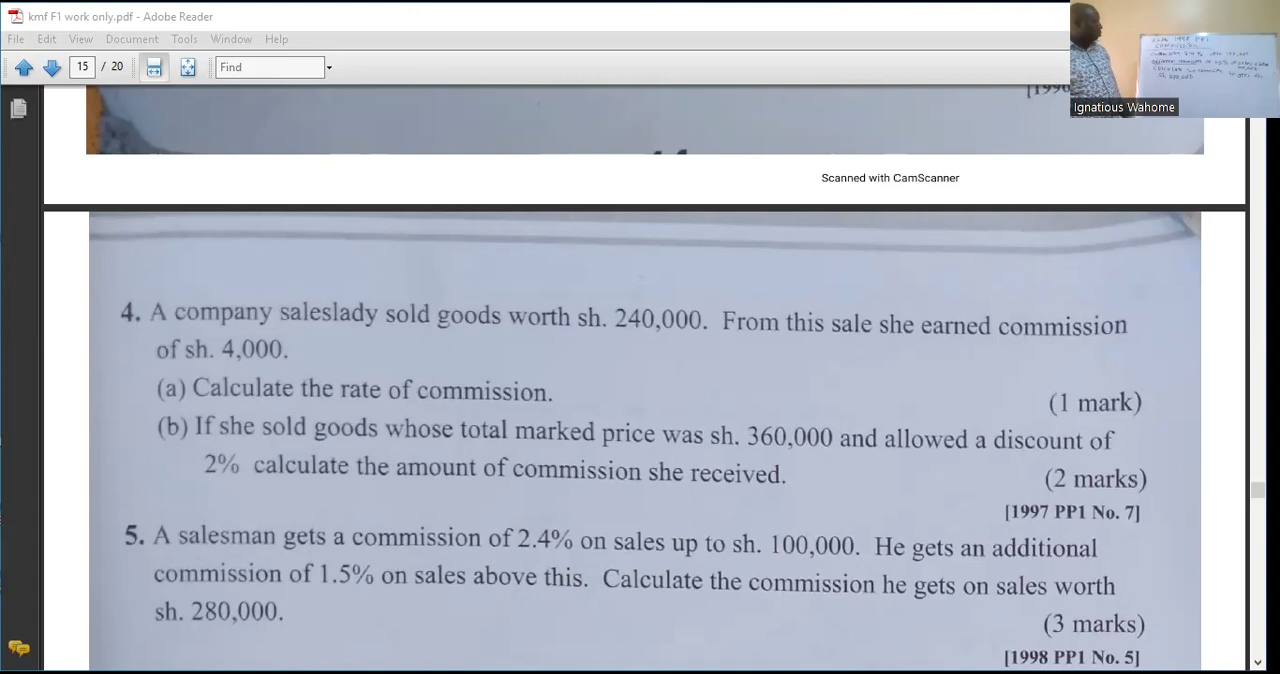 kmf F1 work only.pdf - Adobe Reader
File Edit View Document Tools Window Help
15 / 20 Find
[1996
Ignatious Wahome
Scanned with CamScanner
4. A company saleslady sold goods worth sh. 240,000. From this sale she earned commission
of sh. 4,000.
(a) Calculate the rate of commission.
(1 mark)
(b) If she sold goods whose total marked price was sh. 360,000 and allowed a discount of
2% calculate the amount of commission she received.
(2 marks)
[1997 PP1 No. 7]
5. A salesman gets a commission of 2.4% on sales up to sh. 100,000. He gets an additional
commission of 1.5% on sales above this. Calculate the commission he gets on sales worth
sh. 280,000.
(3 marks)
[1998 PP1 No. 5]